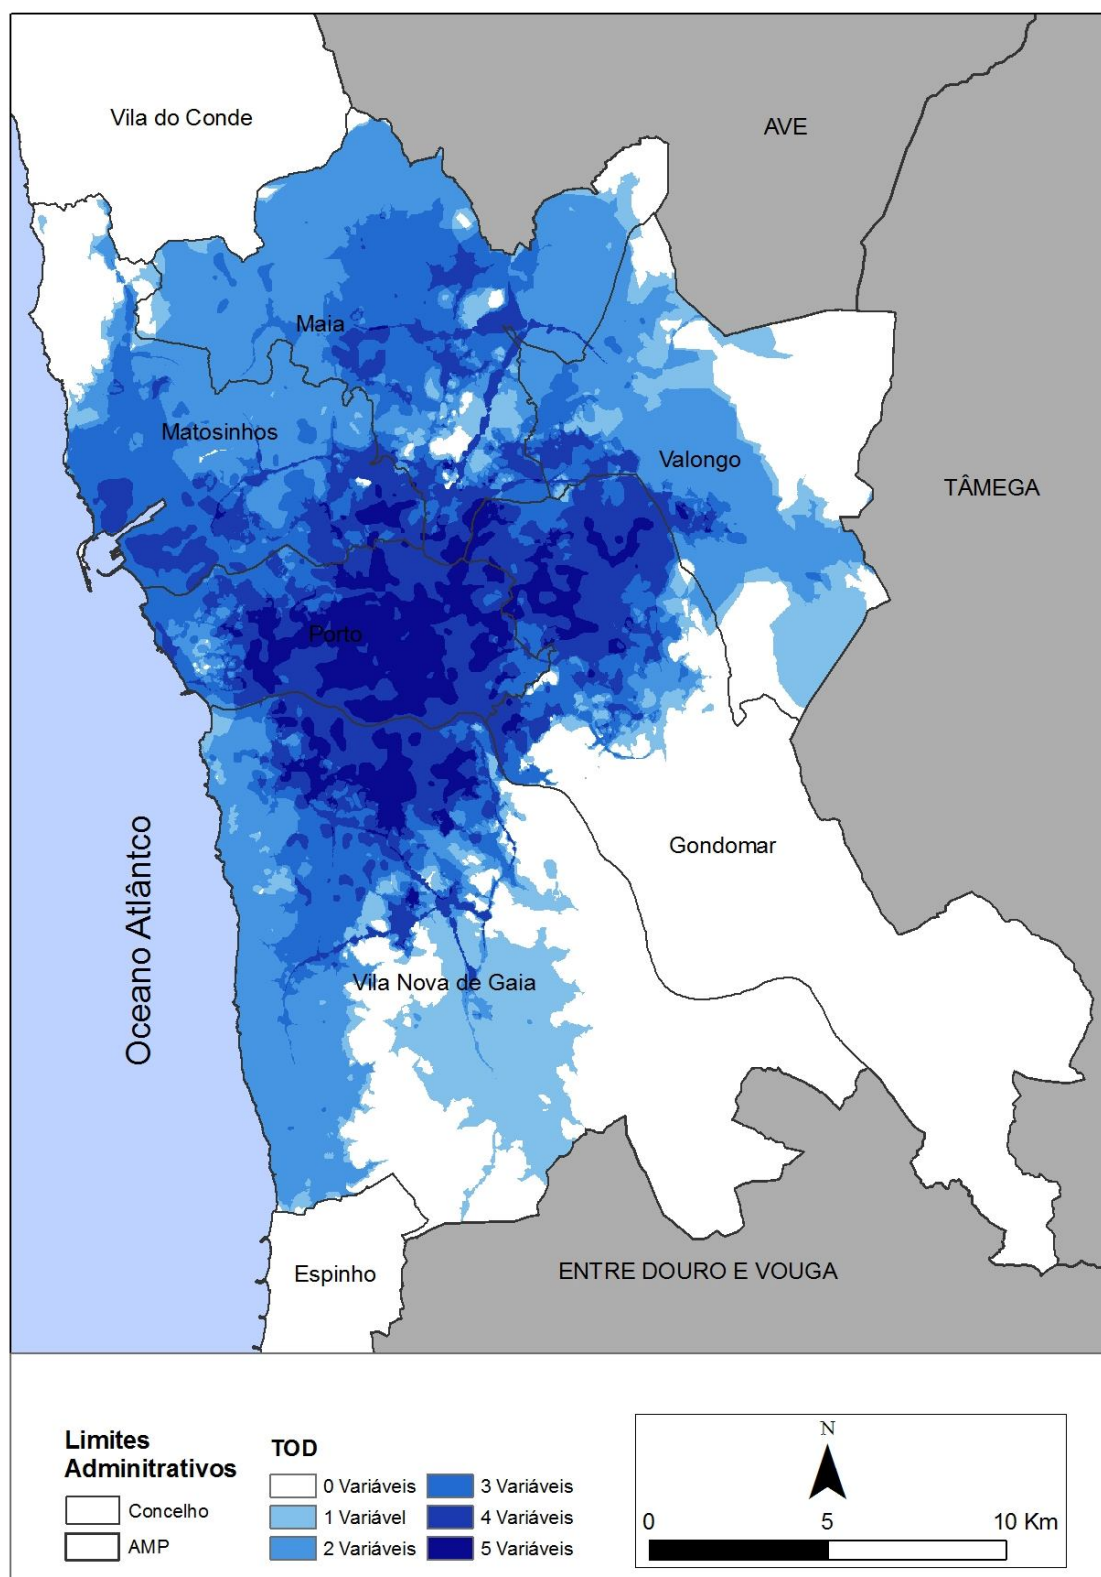 Vila do Conde
AVE
Maia
Matosinhos
Valongo
TÂMEGA
Porto
Gondomar
Oceano Atlântco
Vila Nova de Gaia
Espinho
ENTRE DOURO E VOUGA
Limites
Adminitrativos
Concelho
AMP
TOD
0 Variáveis
1 Variável
2 Variáveis
3 Variáveis
4 Variáveis
5 Variáveis
N
0 5 10 Km